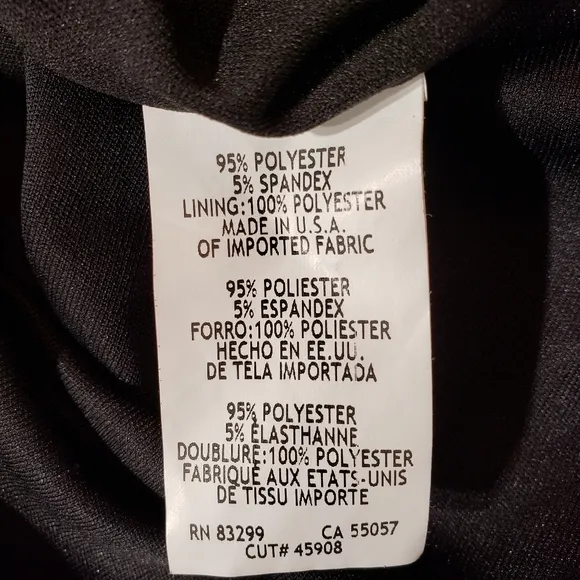 95% POLYESTER
5% SPANDEX
LINING:100% POLYESTER
MADE IN U.S.A.
OF IMPORTED FABRIC
95% POLIESTER
5% ESPANDEX
FORRO:100% POLIESTER
HECHO EN EE.UU.
DE TELA IMPORTADA
95% POLYESTER
5% ÉLASTHANNE
DOUBLURE:100% POLYESTER
FABRIQUÉ AUX ETATS-UNIS
DE TISSU IMPORTE
RN 83299 CA 55057
CUT# 45908